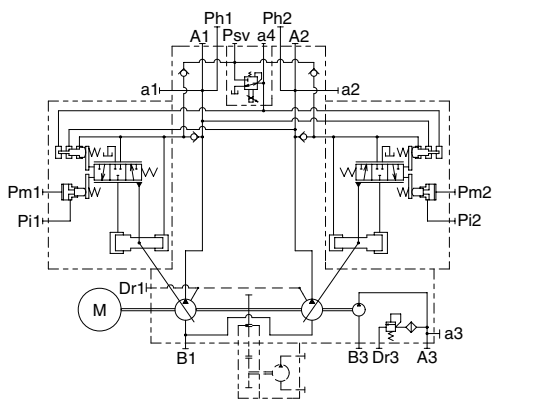 Ph1 Ph2
A1 Psv a4 A2
a1 a2
Pm1 Pm2
Pi1 Pi2
Dr1
M
a3
B1 B3 Dr3 A3